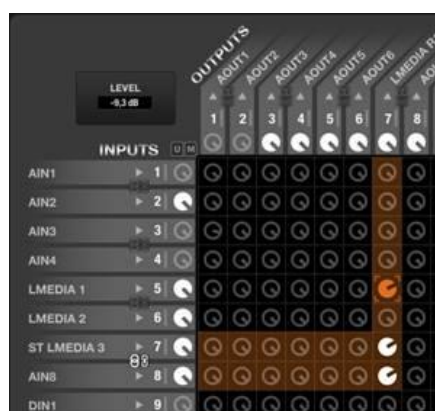 OUTPUTS
AOUT1
AOUT2
AOUT3
AOUT4
AOUT5
AOUT6
LMEDIA
LEVEL
-9,3 dB
1 2 3 4 5 6 7 8
INPUTS U M
AIN1 1
AIN2 2
AIN3 3
AIN4 4
LMEDIA 1 5
LMEDIA 2 6
ST LMEDIA 3 7
AIN8 8
DIN1 9